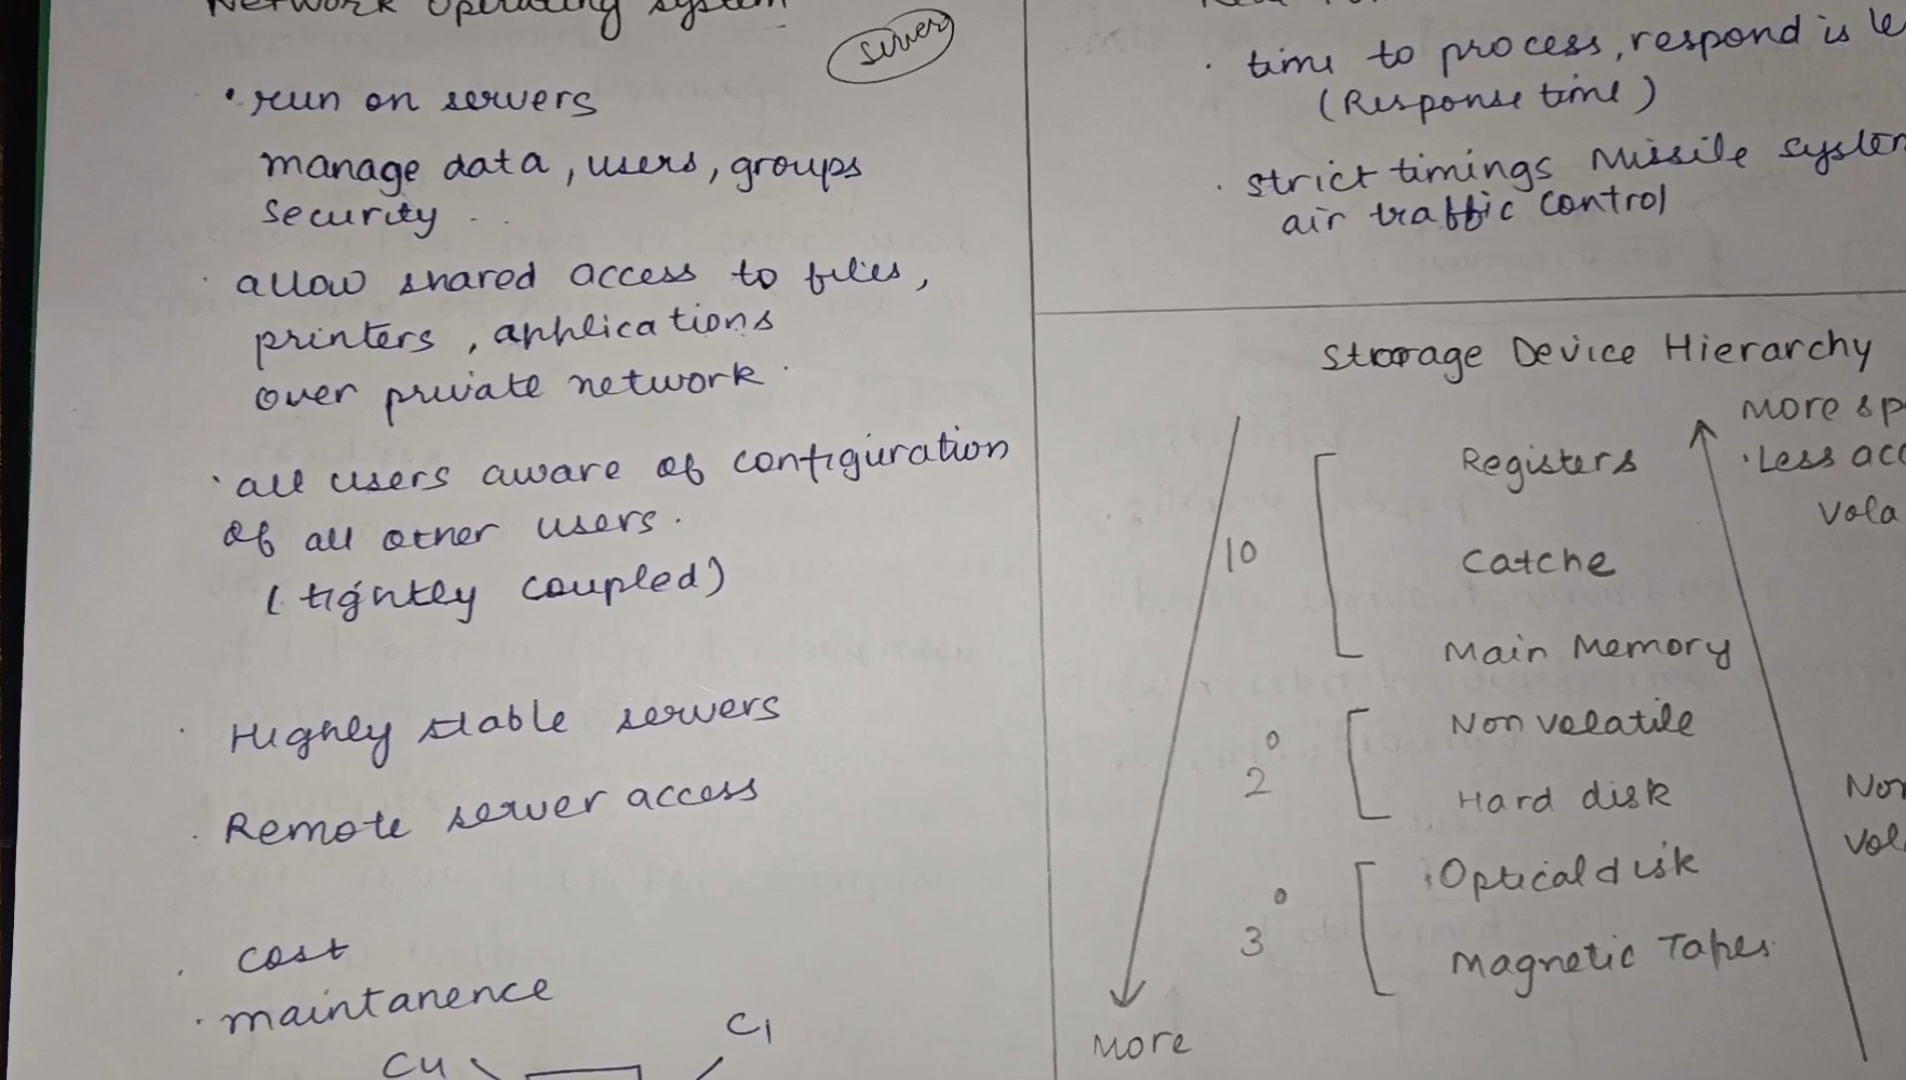 Network Operating System
server
• run on servers
manage data, users, groups
security.
. allow shared access to files,
printers, applications
over private network.
. all users aware of configuration
of all other users.
(tightly coupled)
. Highly stable servers
. Remote server access
. cost
. maintanence
C1
C4
. time to process, respond is
(Response time)
. strict timings Missile system
air traffic control
Storage Device Hierarchy
More
Registers
. Less
1°
Catche
Main Memory
Non volatile
2°
Hard disk
Non
Optical disk
3°
Magnetic Tapes
More